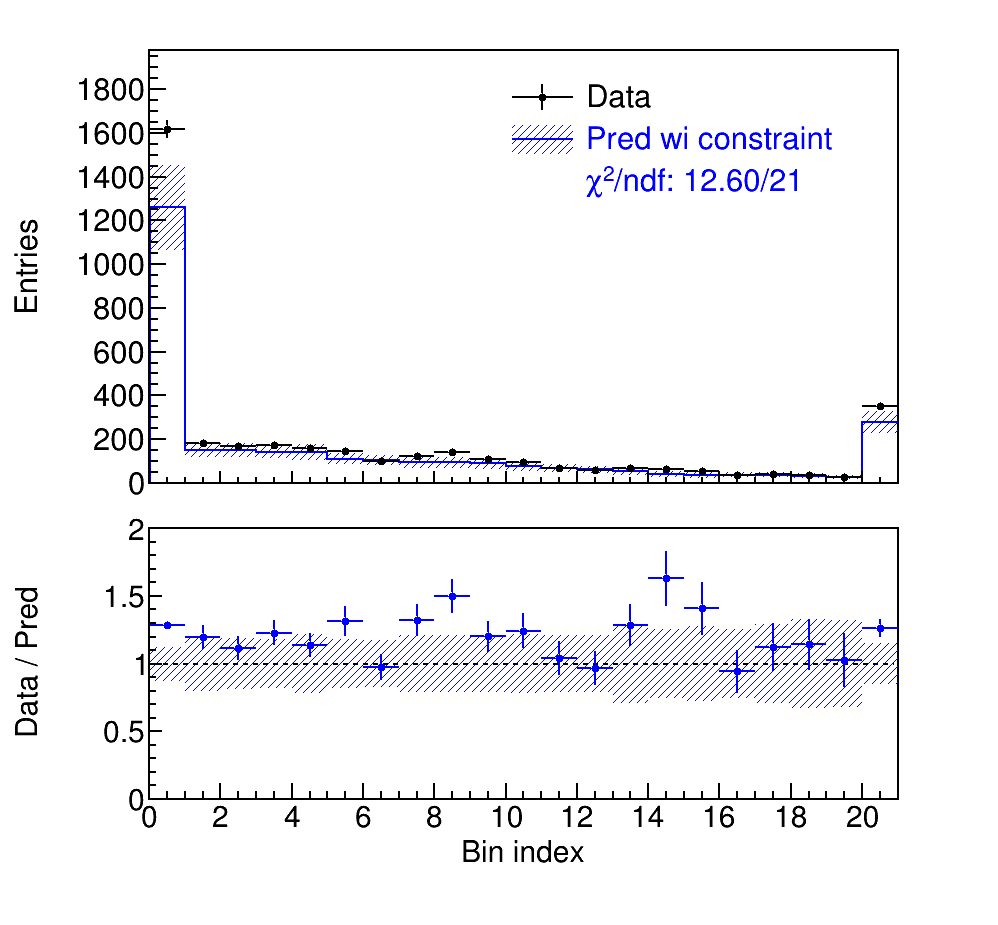 1800
1600
1400
1200
1000
800
600
400
200
0
Entries
Data
Pred wi constraint
χ²/ndf: 12.60/21
2
1.5
1
0.5
0
Data / Pred
0 2 4 6 8 10 12 14 16 18 20
Bin index